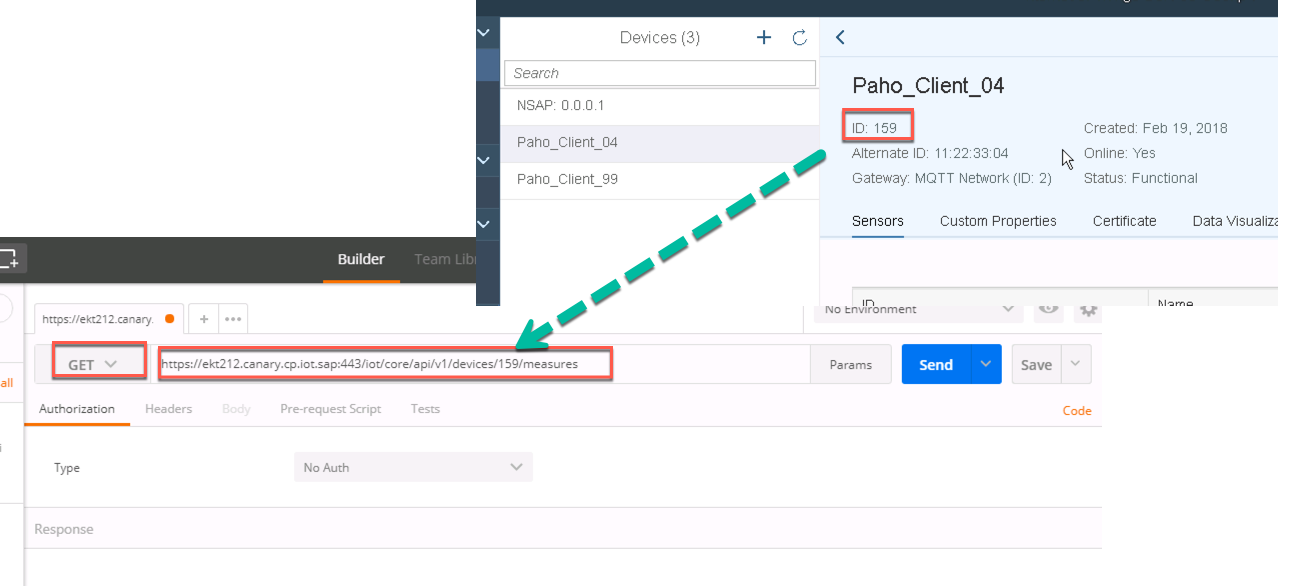 Devices (3)
Search
NSAP: 0.0.0.1
Paho_Client_04
Paho_Client_99
Paho_Client_04
ID: 159
Created: Feb 19, 2018
Alternate ID: 11:22:33:04
Online: Yes
Gateway: MQTT Network (ID: 2)
Status: Functional
Sensors Custom Properties Certificate Data Visualiza
ID Name
Builder Team Lib
https://ekt212.canary. + •••
No Environment
GET https://ekt212.canary.cp.iot.sap:443/iot/core/api/v1/devices/159/measures Params Send Save
all
Authorization Headers Body Pre-request Script Tests Code
Type No Auth
Response